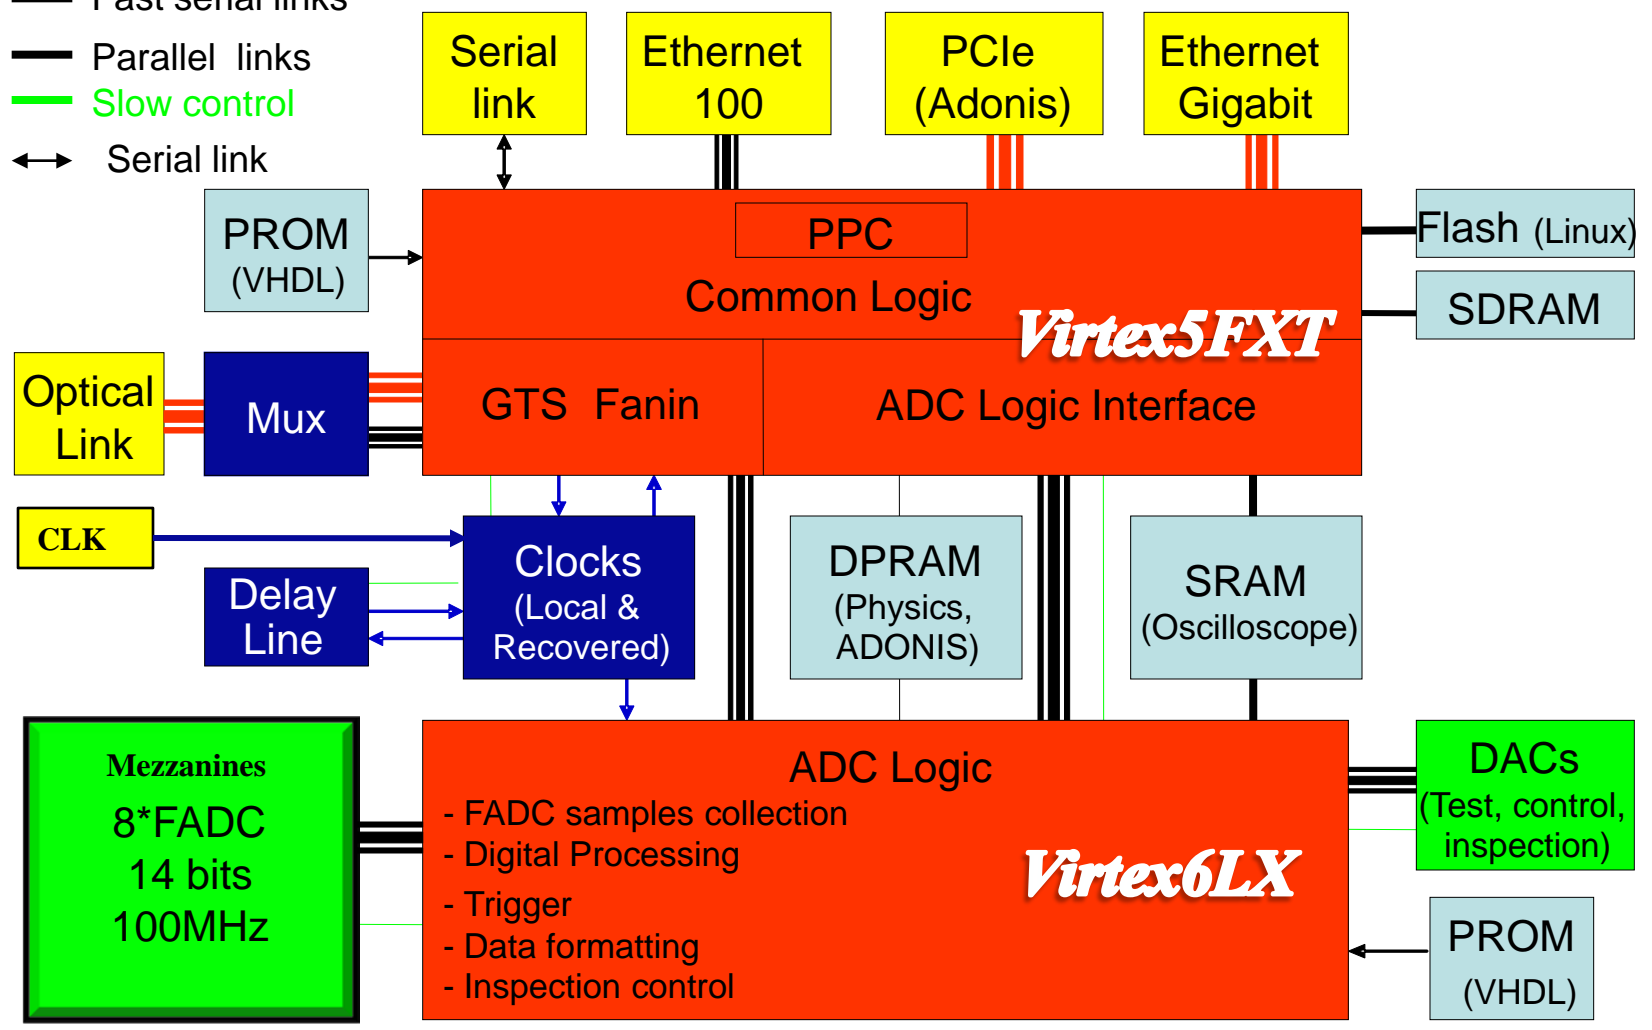 Fast serial links
Parallel links
Slow control
Serial link
Serial
link
Ethernet
100
PCIe
(Adonis)
Ethernet
Gigabit
PROM
(VHDL)
PPC
Common Logic
Virtex5FXT
Flash (Linux)
SDRAM
Optical
Link
Mux
GTS Fanin
ADC Logic Interface
CLK
Delay
Line
Clocks
(Local &
Recovered)
DPRAM
(Physics,
ADONIS)
SRAM
(Oscilloscope)
Mezzanines
8*FADC
14 bits
100MHz
ADC Logic
- FADC samples collection
- Digital Processing
- Trigger
- Data formatting
- Inspection control
Virtex6LX
DACs
(Test, control,
inspection)
PROM
(VHDL)